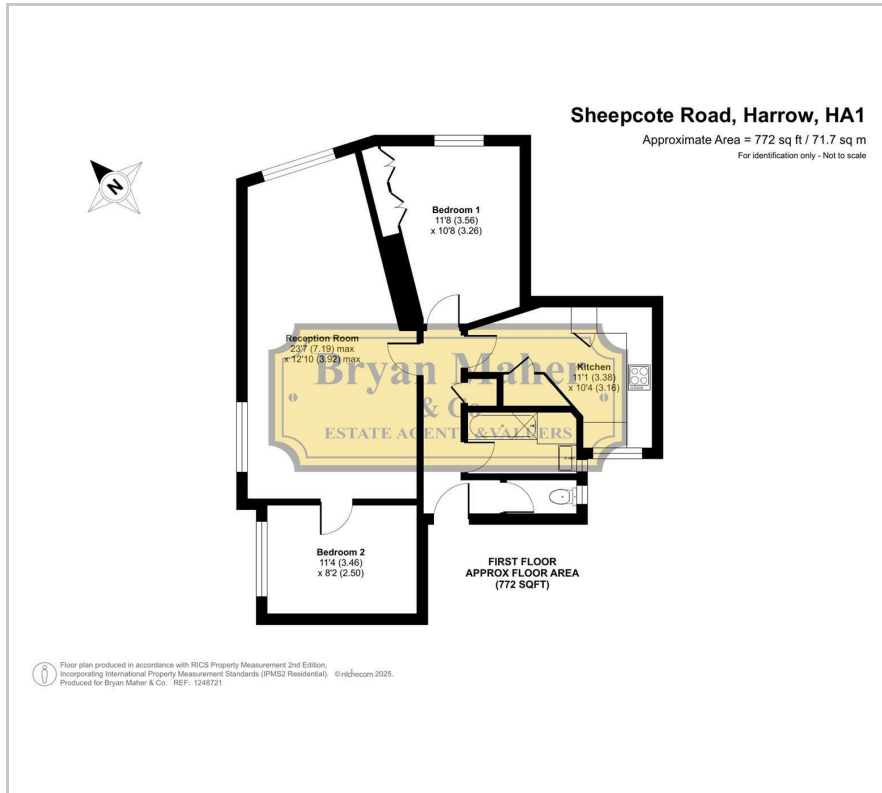 Sheepcote Road, Harrow, HA1
Approximate Area = 772 sq ft / 71.7 sq m
For identification only - Not to scale
N
Bedroom 1
11'8 (3.56)
x 10'8 (3.26)
Reception Room
23'7 (7.19) max
x 12'10 (3.92) max
Kitchen
11'1 (3.38)
x 10'4 (3.16)
Bryan Maher
& Co
ESTATE AGENTS & VALUERS
Bedroom 2
11'4 (3.46)
x 8'2 (2.50)
FIRST FLOOR
APPROX FLOOR AREA
(772 SQFT)
Floor plan produced in accordance with RICS Property Measurement 2nd Edition,
Incorporating International Property Measurement Standards (IPMS2 Residential). © nichecom 2025.
Produced for Bryan Maher & Co. REF: 1248721